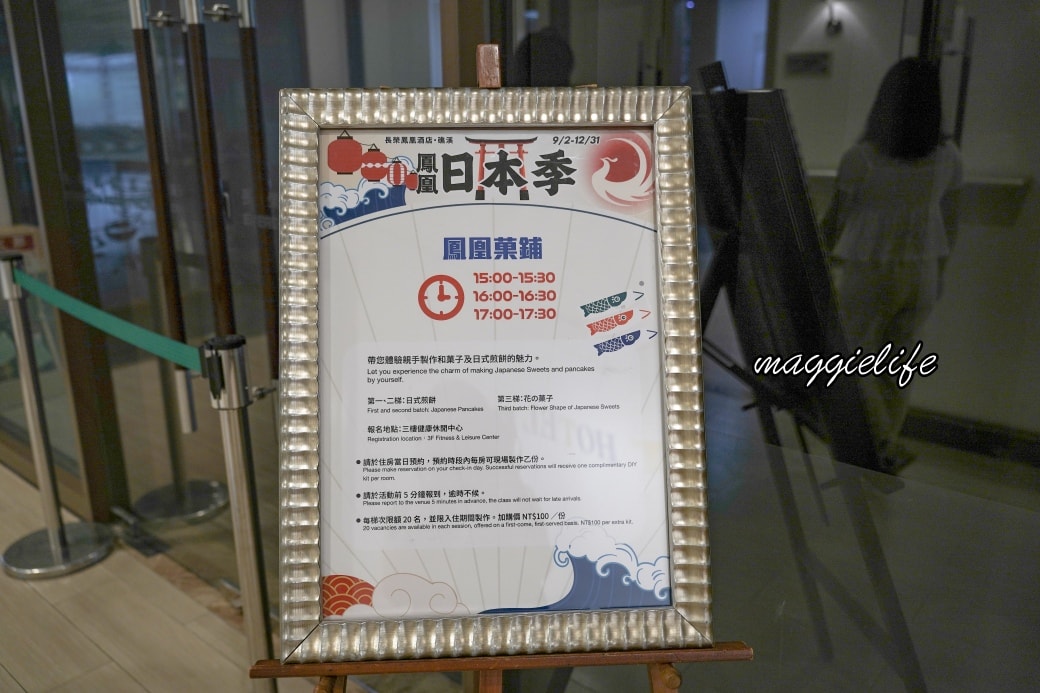 長榮鳳凰酒店・礁溪
9/2-12/31
鳳凰日本季
鳳凰菓鋪
15:00-15:30
16:00-16:30
17:00-17:30
帶您體驗親手製作和菓子及日式煎餅的魅力。
Let you experience the charm of making Japanese Sweets and pancakes
by yourself.
第一、二梯：日式煎餅
First and second batch: Japanese Pancakes
第三梯：花の菓子
Third batch: Flower Shape of Japanese Sweets
報名地點：三樓健康休閒中心
Registration location：3F Fitness & Leisure Center
● 請於住房當日預約，預約時段內每房可現場製作乙份。
Please make reservation on your check-in day. Successful reservations will receive one complimentary DIY
kit per room.
● 請於活動前 5 分鐘報到，逾時不候。
Please report to the venue 5 minutes in advance, the class will not wait for late arrivals.
● 每梯次限額 20 名，並限入住期間製作。加購價 NT$100 ／份
20 vacancies are available in each session, offered on a first-come, first-served basis. NT$100 per extra kit.
maggielife